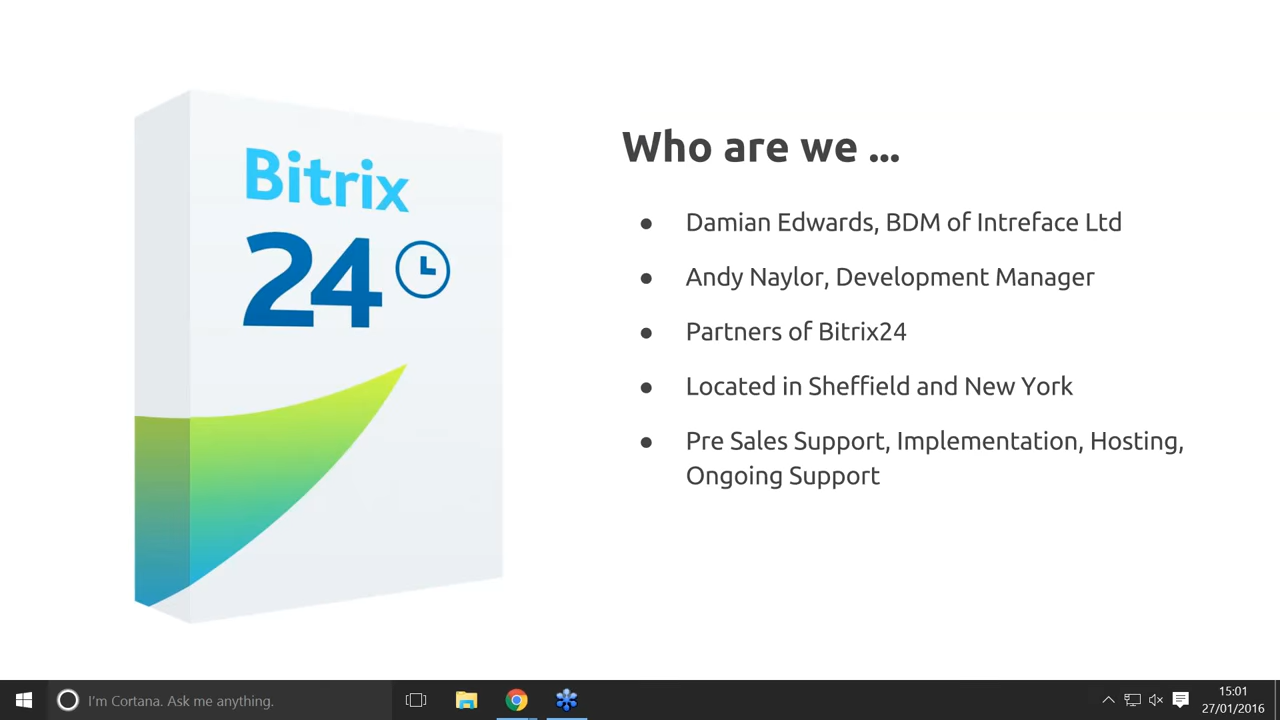 Bitrix
24
Who are we ...
● Damian Edwards, BDM of Intreface Ltd
● Andy Naylor, Development Manager
● Partners of Bitrix24
● Located in Sheffield and New York
● Pre Sales Support, Implementation, Hosting,
Ongoing Support
I'm Cortana. Ask me anything.
15:01
27/01/2016